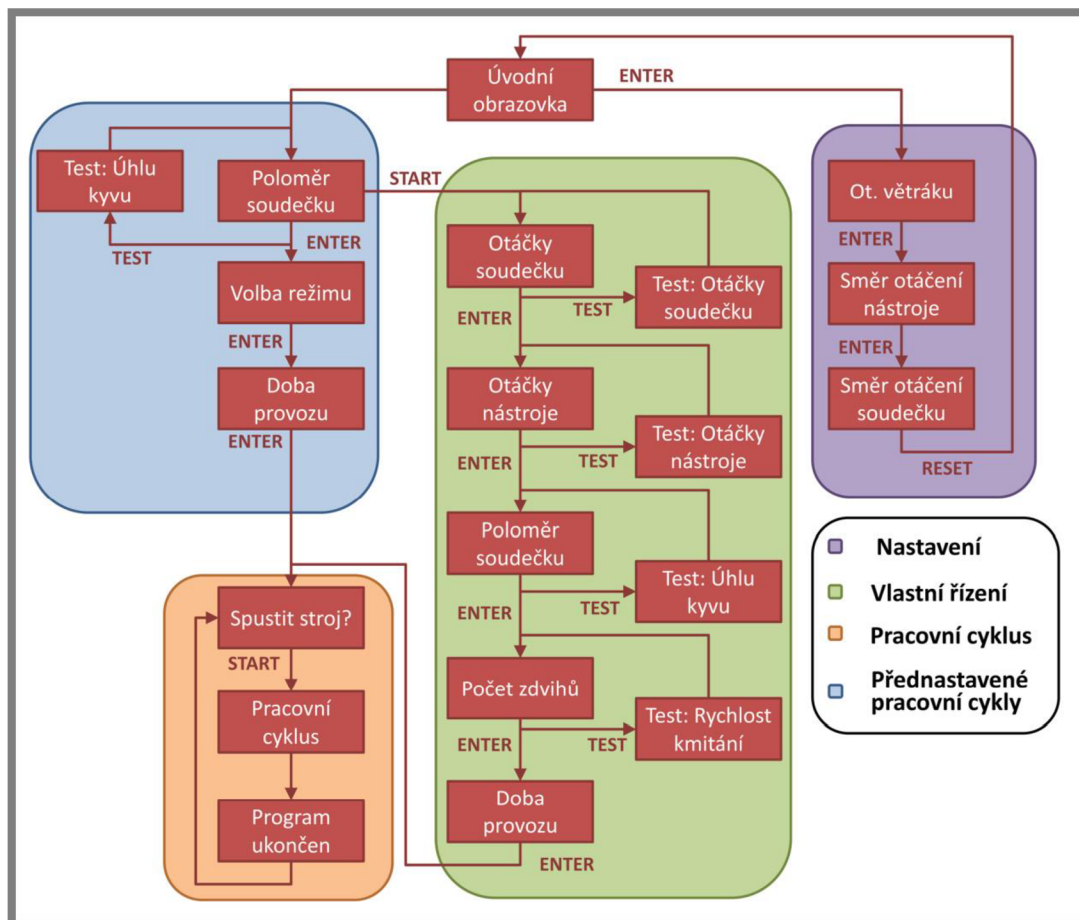 Úvodní
obrazovka
ENTER
Test: Úhlu
kyvu
Poloměr
soudečku
TEST
ENTER
Volba režimu
ENTER
Doba
provozu
ENTER
START
Otáčky
soudečku
ENTER
TEST
Test: Otáčky
soudečku
Otáčky
nástroje
ENTER
TEST
Test: Otáčky
nástroje
Poloměr
soudečku
ENTER
TEST
Test: Úhlu
kyvu
Počet zdvihů
ENTER
TEST
Test: Rychlost
kmitání
Doba
provozu
ENTER
Ot. větráku
ENTER
Směr otáčení
nástroje
ENTER
Směr otáčení
soudečku
RESET
Spustit stroj?
START
Pracovní
cyklus
Program
ukončen
Nastavení
Vlastní řízení
Pracovní cyklus
Přednastavené
pracovní cykly